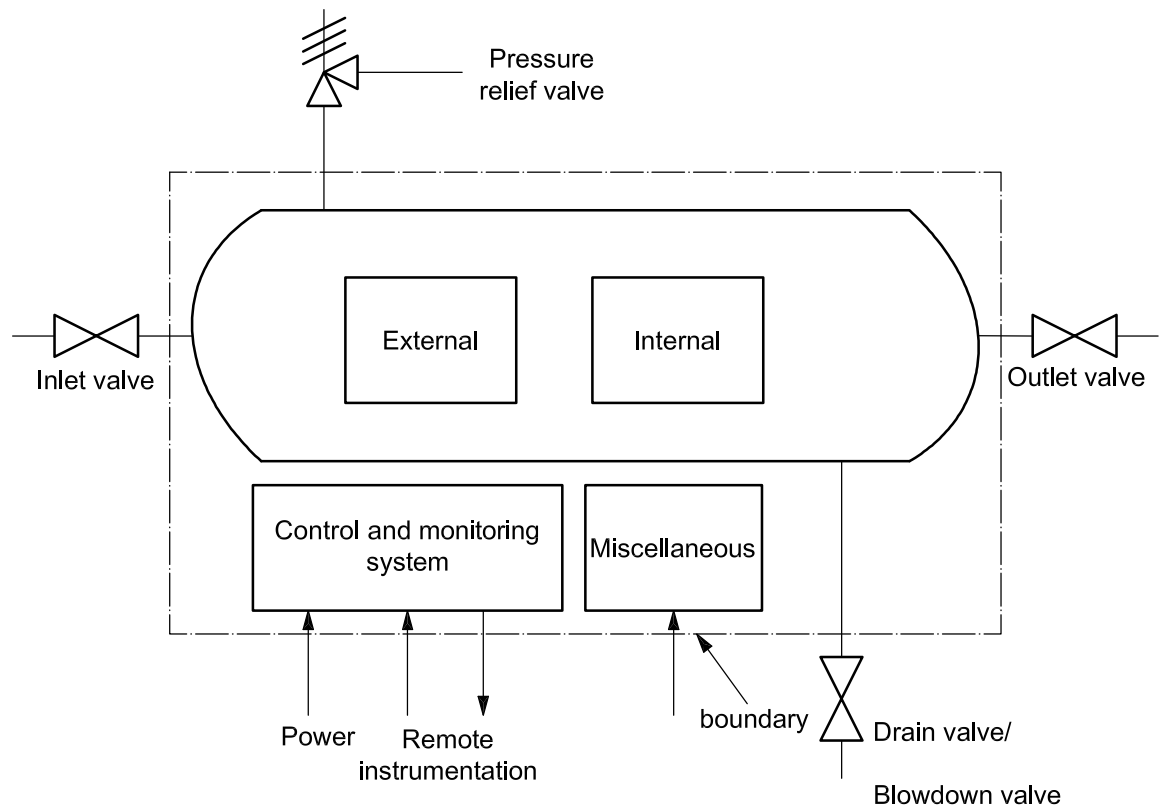 Pressure
relief valve
External
Internal
Inlet valve
Outlet valve
Control and monitoring
system
Miscellaneous
Power
Remote
instrumentation
boundary
Drain valve/
Blowdown valve